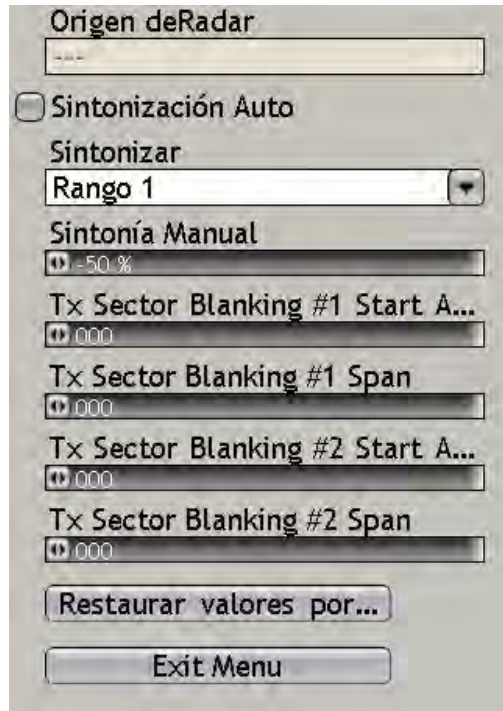 Origen deRadar
---
Sintonización Auto
Sintonizar
Rango 1
Sintonía Manual
-50 %
Tx Sector Blanking #1 Start A...
000
Tx Sector Blanking #1 Span
000
Tx Sector Blanking #2 Start A...
000
Tx Sector Blanking #2 Span
000
Restaurar valores por...
Exit Menu